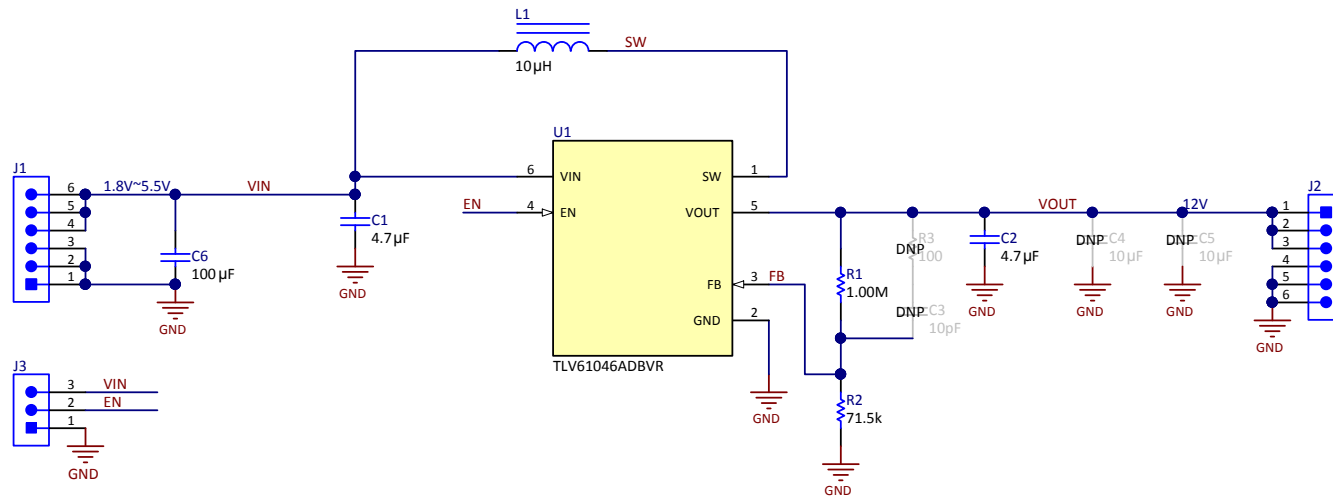 L1
SW
10µH
U1
6
VIN
SW
1
EN
4
EN
VOUT
5
FB
3
FB
GND
2
GND
TLV61046ADBVR
J1
6
5
4
3
2
1
1.8V~5.5V
VIN
C6
100µF
GND
C1
4.7µF
GND
J3
3
VIN
2
EN
1
GND
R1
1.00M
R2
71.5k
GND
DNP
R3
100
DNP
C3
10pF
C2
4.7µF
GND
VOUT
DNP
C4
10µF
GND
12V
DNP
C5
10µF
GND
J2
1
2
3
4
5
6
GND